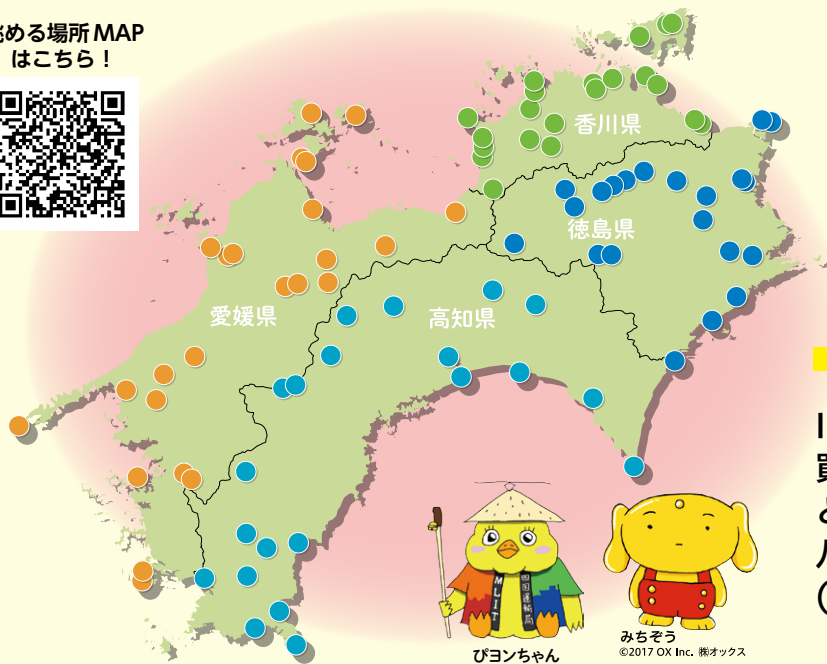 眺める場所MAP
はこちら！
香川県
徳島県
愛媛県
高知県
MLIT
四国運輸局
ぴヨンちゃん
みちぞう
©2017 OX Inc. ㈱オックス